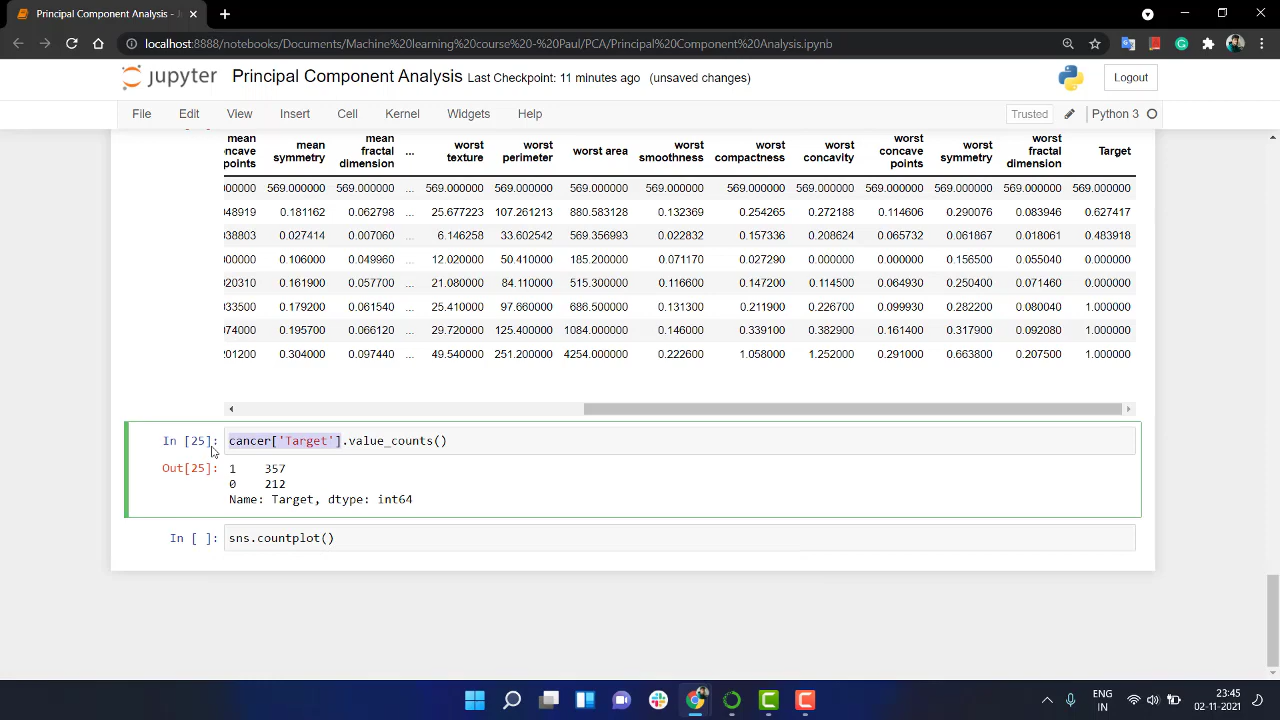 Principal Component Analysis - J
localhost:8888/notebooks/Documents/Machine%20learning%20course%20-%20Paul/PCA/Principal%20Component%20Analysis.ipynb
jupyter Principal Component Analysis Last Checkpoint: 11 minutes ago (unsaved changes) Logout
File Edit View Insert Cell Kernel Widgets Help Trusted Python 3
mean concave points mean symmetry mean fractal dimension ... worst texture worst perimeter worst area worst smoothness worst compactness worst concavity worst concave points worst symmetry worst fractal dimension Target
000000 569.000000 569.000000 ... 569.000000 569.000000 569.000000 569.000000 569.000000 569.000000 569.000000 569.000000 569.000000 569.000000
048919 0.181162 0.062798 ... 25.677223 107.261213 880.583128 0.132369 0.254265 0.272188 0.114606 0.290076 0.083946 0.627417
038803 0.027414 0.007060 ... 6.146258 33.602542 569.356993 0.022832 0.157336 0.208624 0.065732 0.061867 0.018061 0.483918
000000 0.106000 0.049960 ... 12.020000 50.410000 185.200000 0.071170 0.027290 0.000000 0.000000 0.156500 0.055040 0.000000
020310 0.161900 0.057700 ... 21.080000 84.110000 515.300000 0.116600 0.147200 0.114500 0.064930 0.250400 0.071460 0.000000
033500 0.179200 0.061540 ... 25.410000 97.660000 686.500000 0.131300 0.211900 0.226700 0.099930 0.282200 0.080040 1.000000
074000 0.195700 0.066120 ... 29.720000 125.400000 1084.000000 0.146000 0.339100 0.382900 0.161400 0.317900 0.092080 1.000000
201200 0.304000 0.097440 ... 49.540000 251.200000 4254.000000 0.222600 1.058000 1.252000 0.291000 0.663800 0.207500 1.000000
In [25]: cancer['Target'].value_counts()
Out[25]: 1 357
0 212
Name: Target, dtype: int64
In [ ]: sns.countplot()
ENG 23:45
IN 02-11-2021